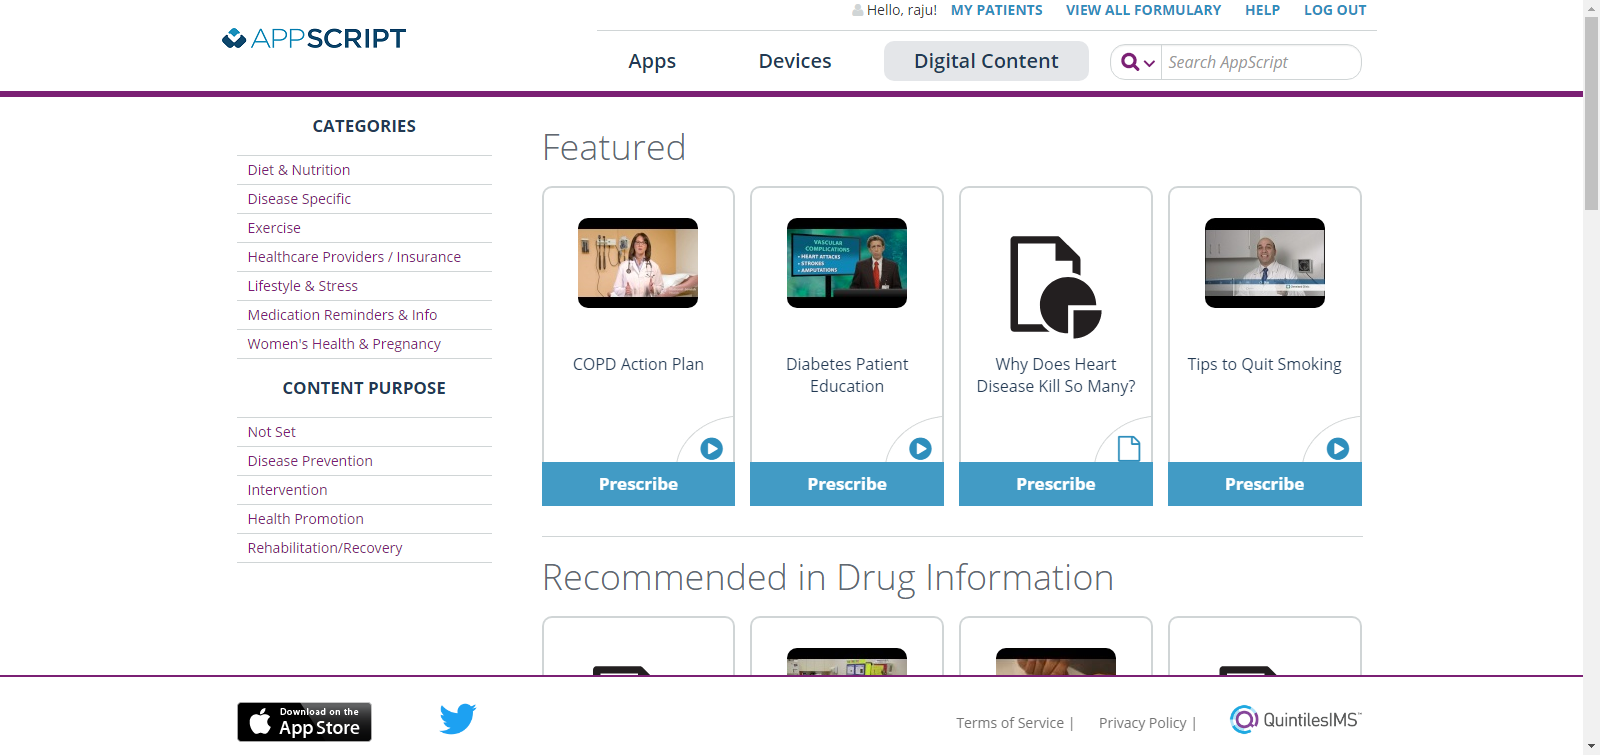 Hello, raju! MY PATIENTS VIEW ALL FORMULARY HELP LOG OUT
APPSCRIPT
Apps Devices Digital Content Search AppScript
CATEGORIES
Diet & Nutrition
Disease Specific
Exercise
Healthcare Providers / Insurance
Lifestyle & Stress
Medication Reminders & Info
Women's Health & Pregnancy
CONTENT PURPOSE
Not Set
Disease Prevention
Intervention
Health Promotion
Rehabilitation/Recovery
Featured
VASCULAR
COMPLICATIONS
• HEART ATTACKS
• STROKES
• AMPUTATIONS
COPD Action Plan
Diabetes Patient
Education
Why Does Heart
Disease Kill So Many?
Tips to Quit Smoking
Prescribe Prescribe Prescribe Prescribe
Recommended in Drug Information
Download on the
App Store
Terms of Service | Privacy Policy |
QuintilesIMS™